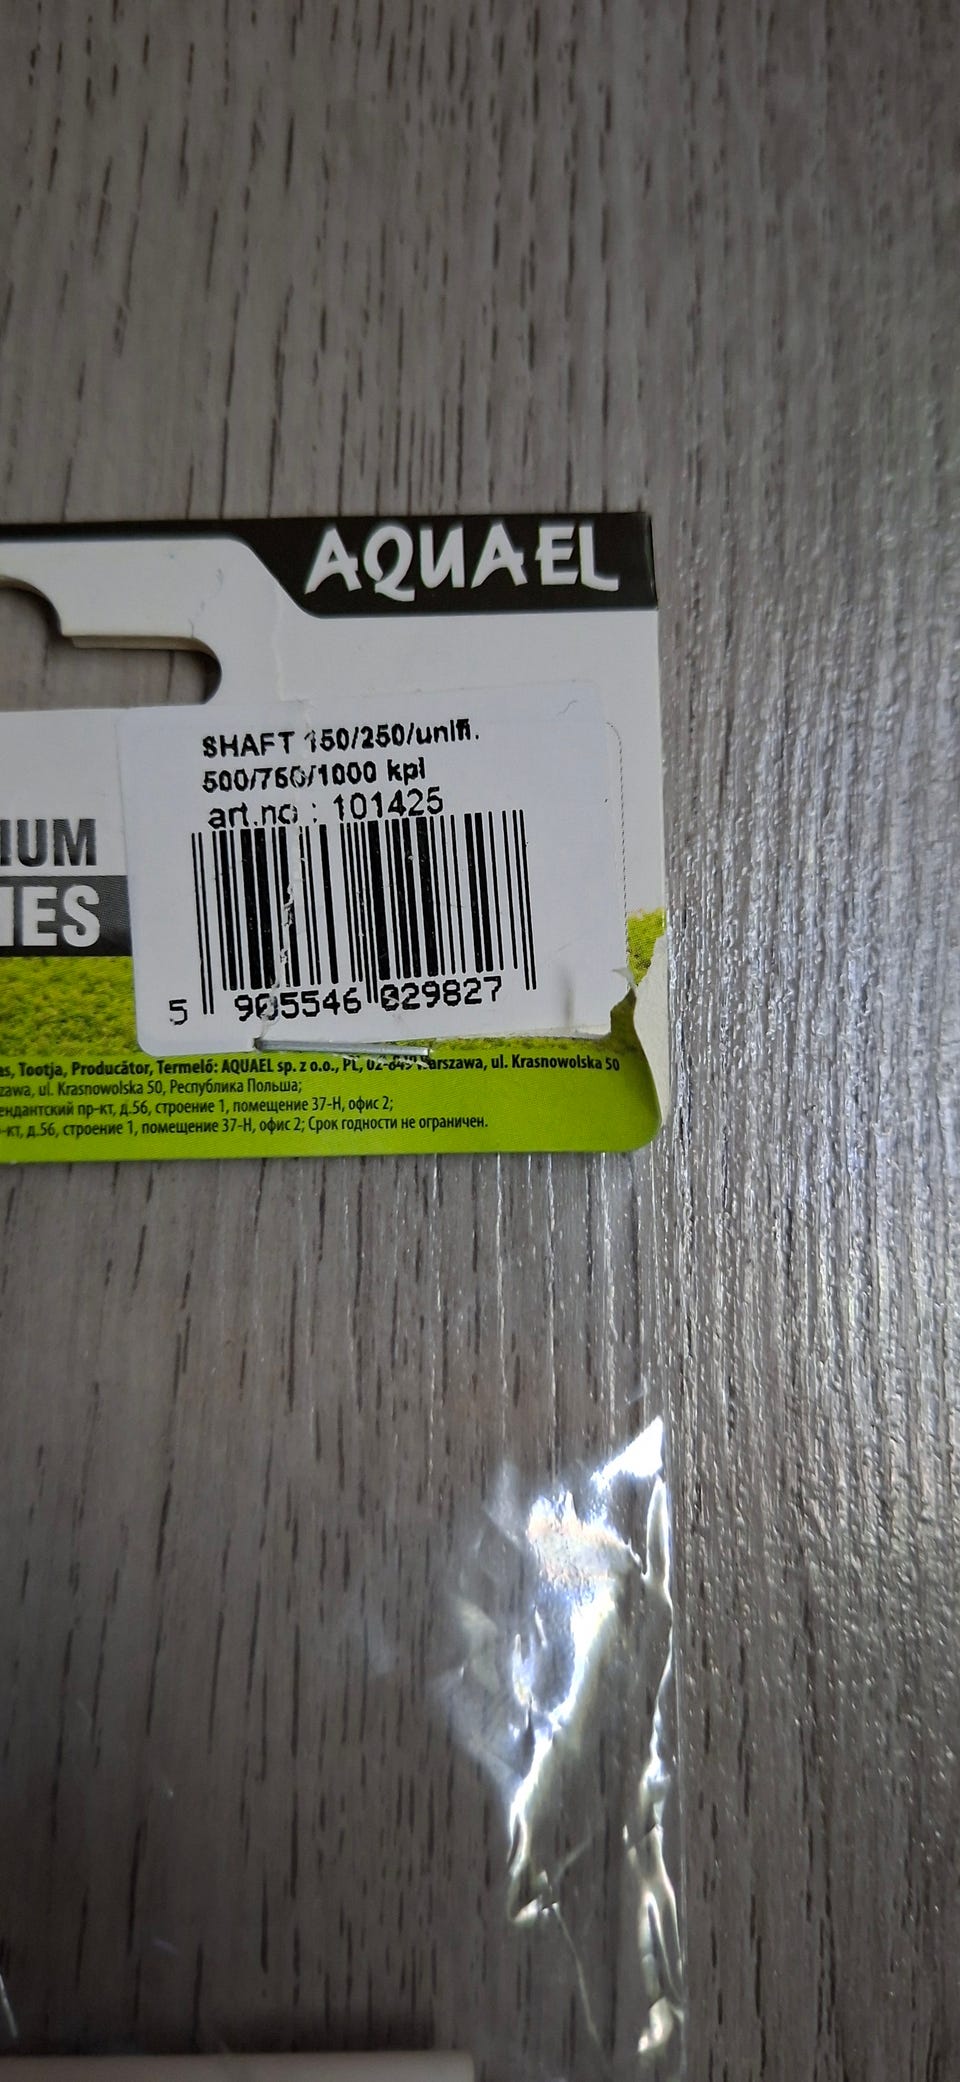 AQUAEL
SHAFT 150/250/unifi.
500/750/1000 kpl
art.no : 101425
IUM
IES
5 905546 029827
as, Tootja, Producător, Termelő: AQUAEL sp. z o.o., PL, 02-849 Warszawa, ul. Krasnowolska 50
zawa, ul. Krasnowolska 50, Республика Польша;
ендантский пр-кт, д.56, строение 1, помещение 37-Н, офис 2;
-кт, д.56, строение 1, помещение 37-Н, офис 2; Срок годности не ограничен.